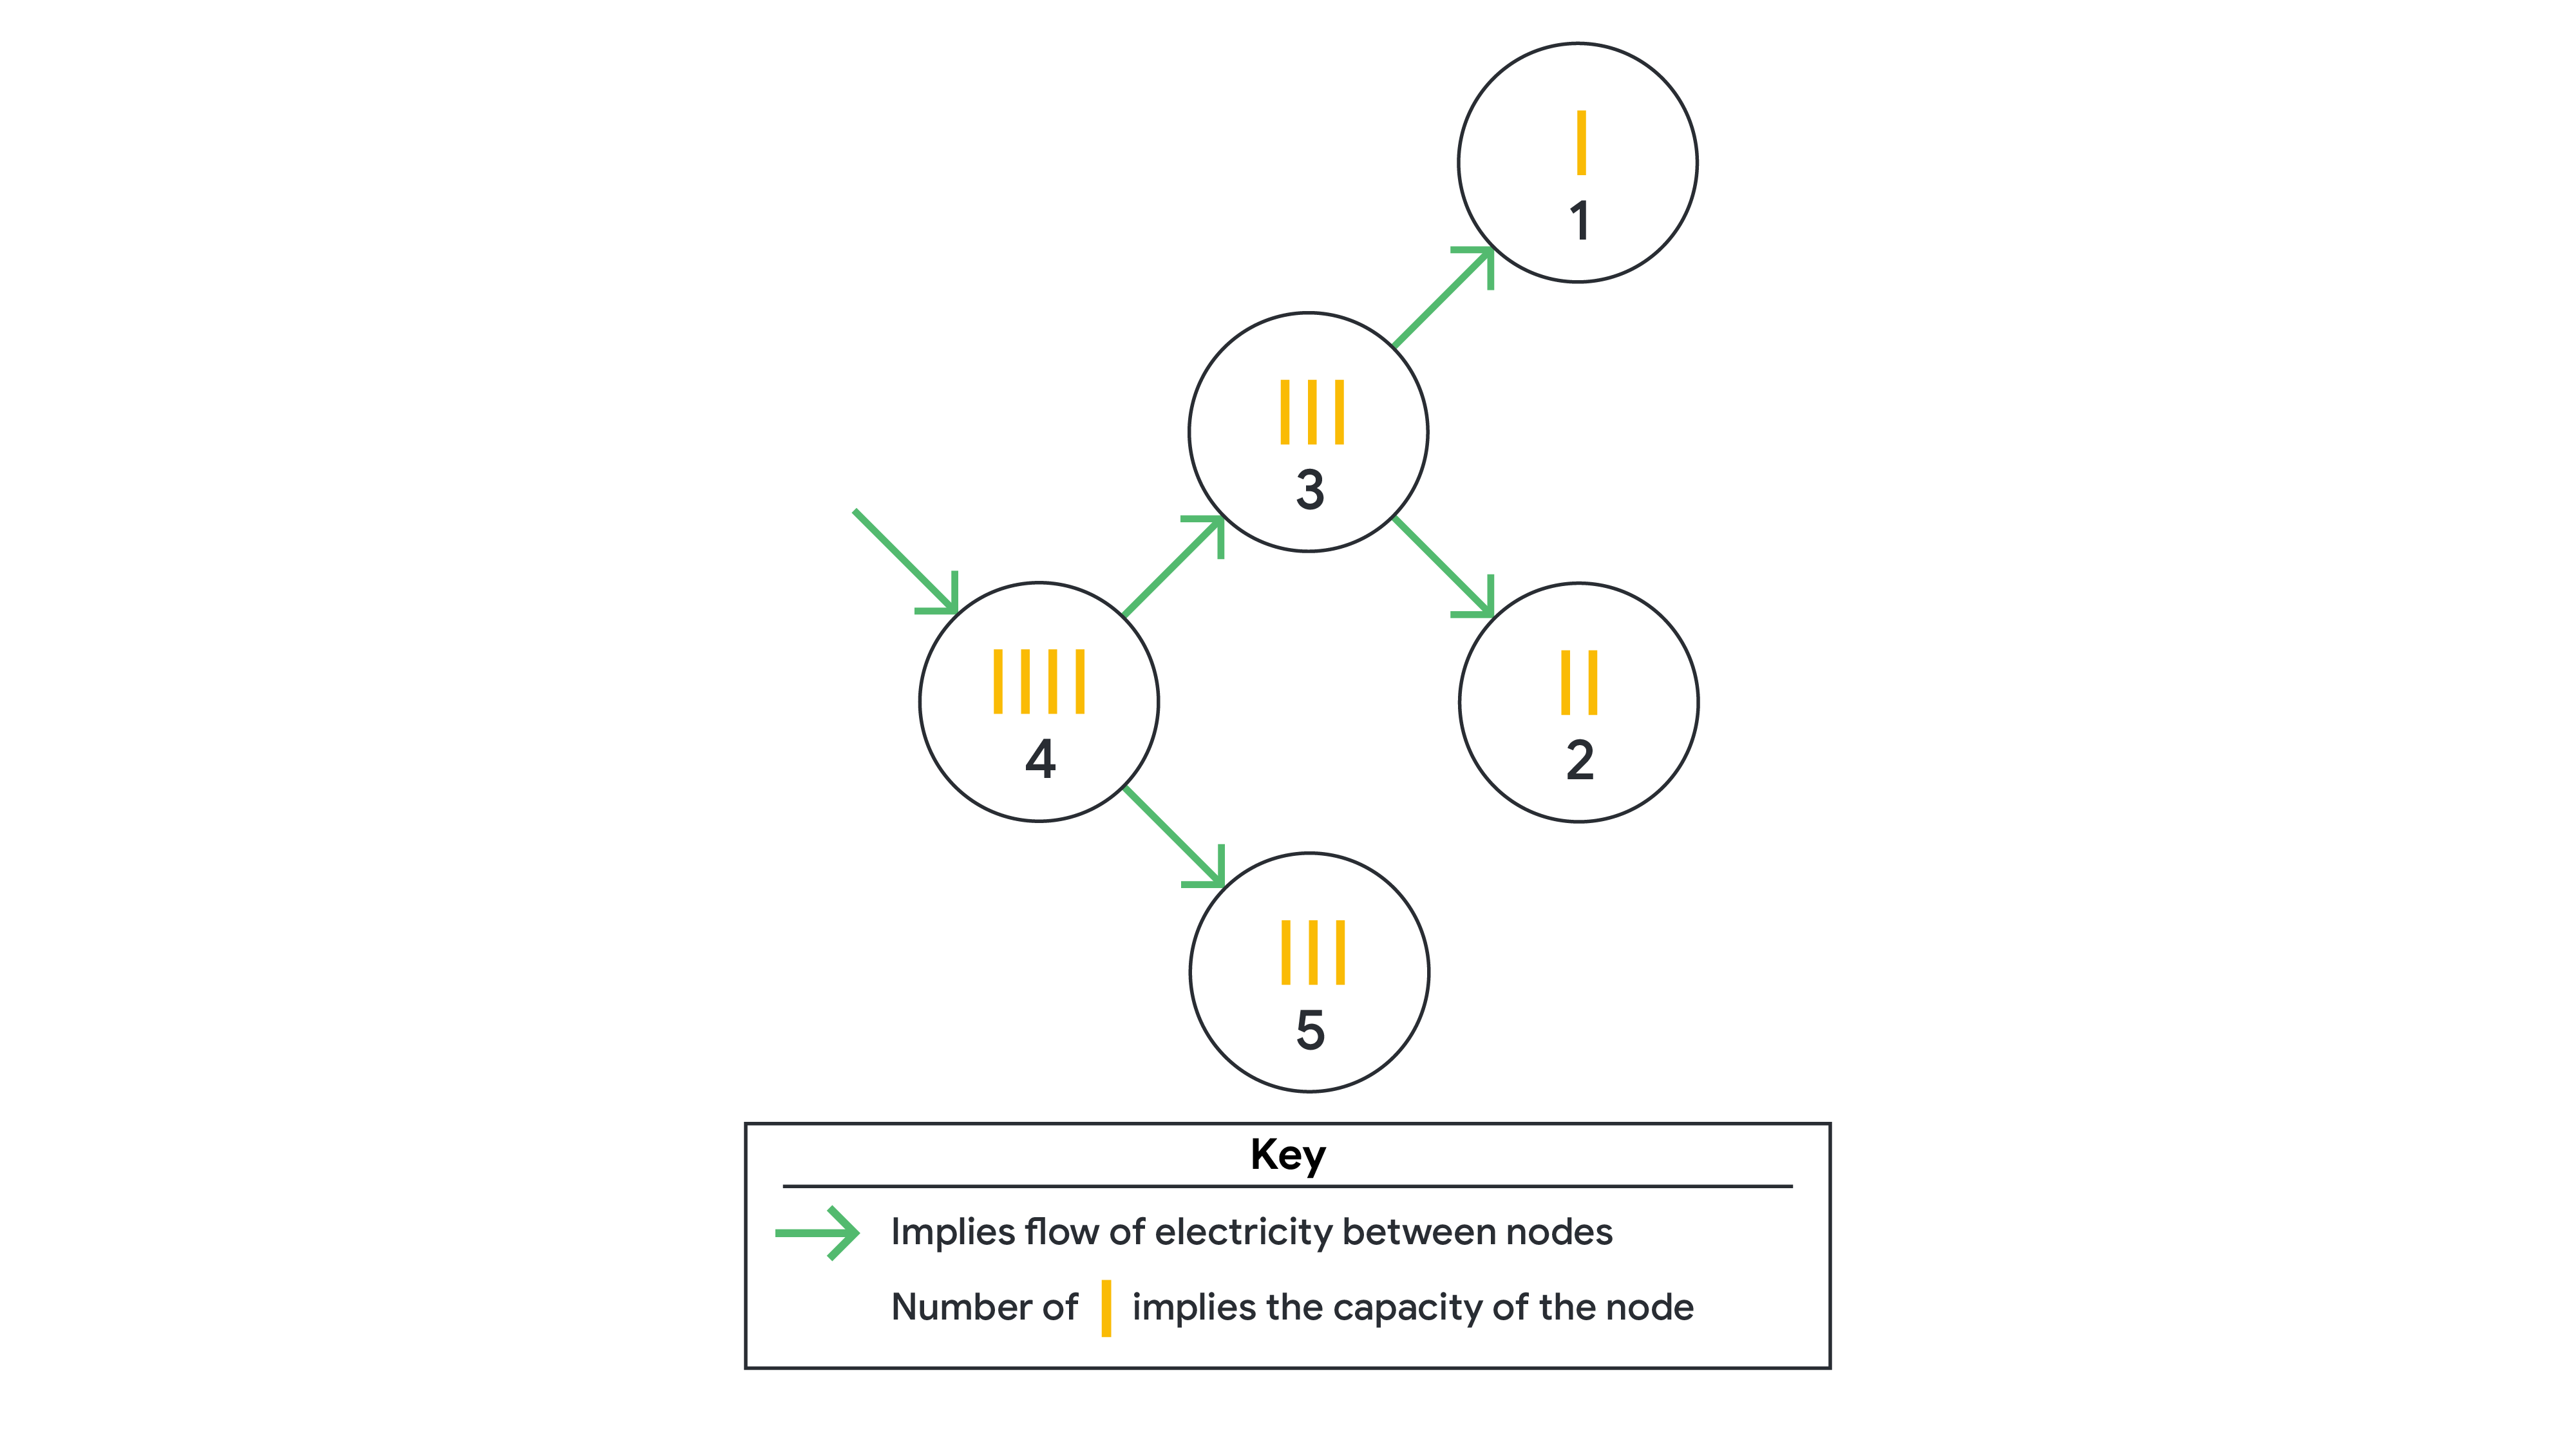 1
3
4
2
5
Key
Implies flow of electricity between nodes
Number of implies the capacity of the node